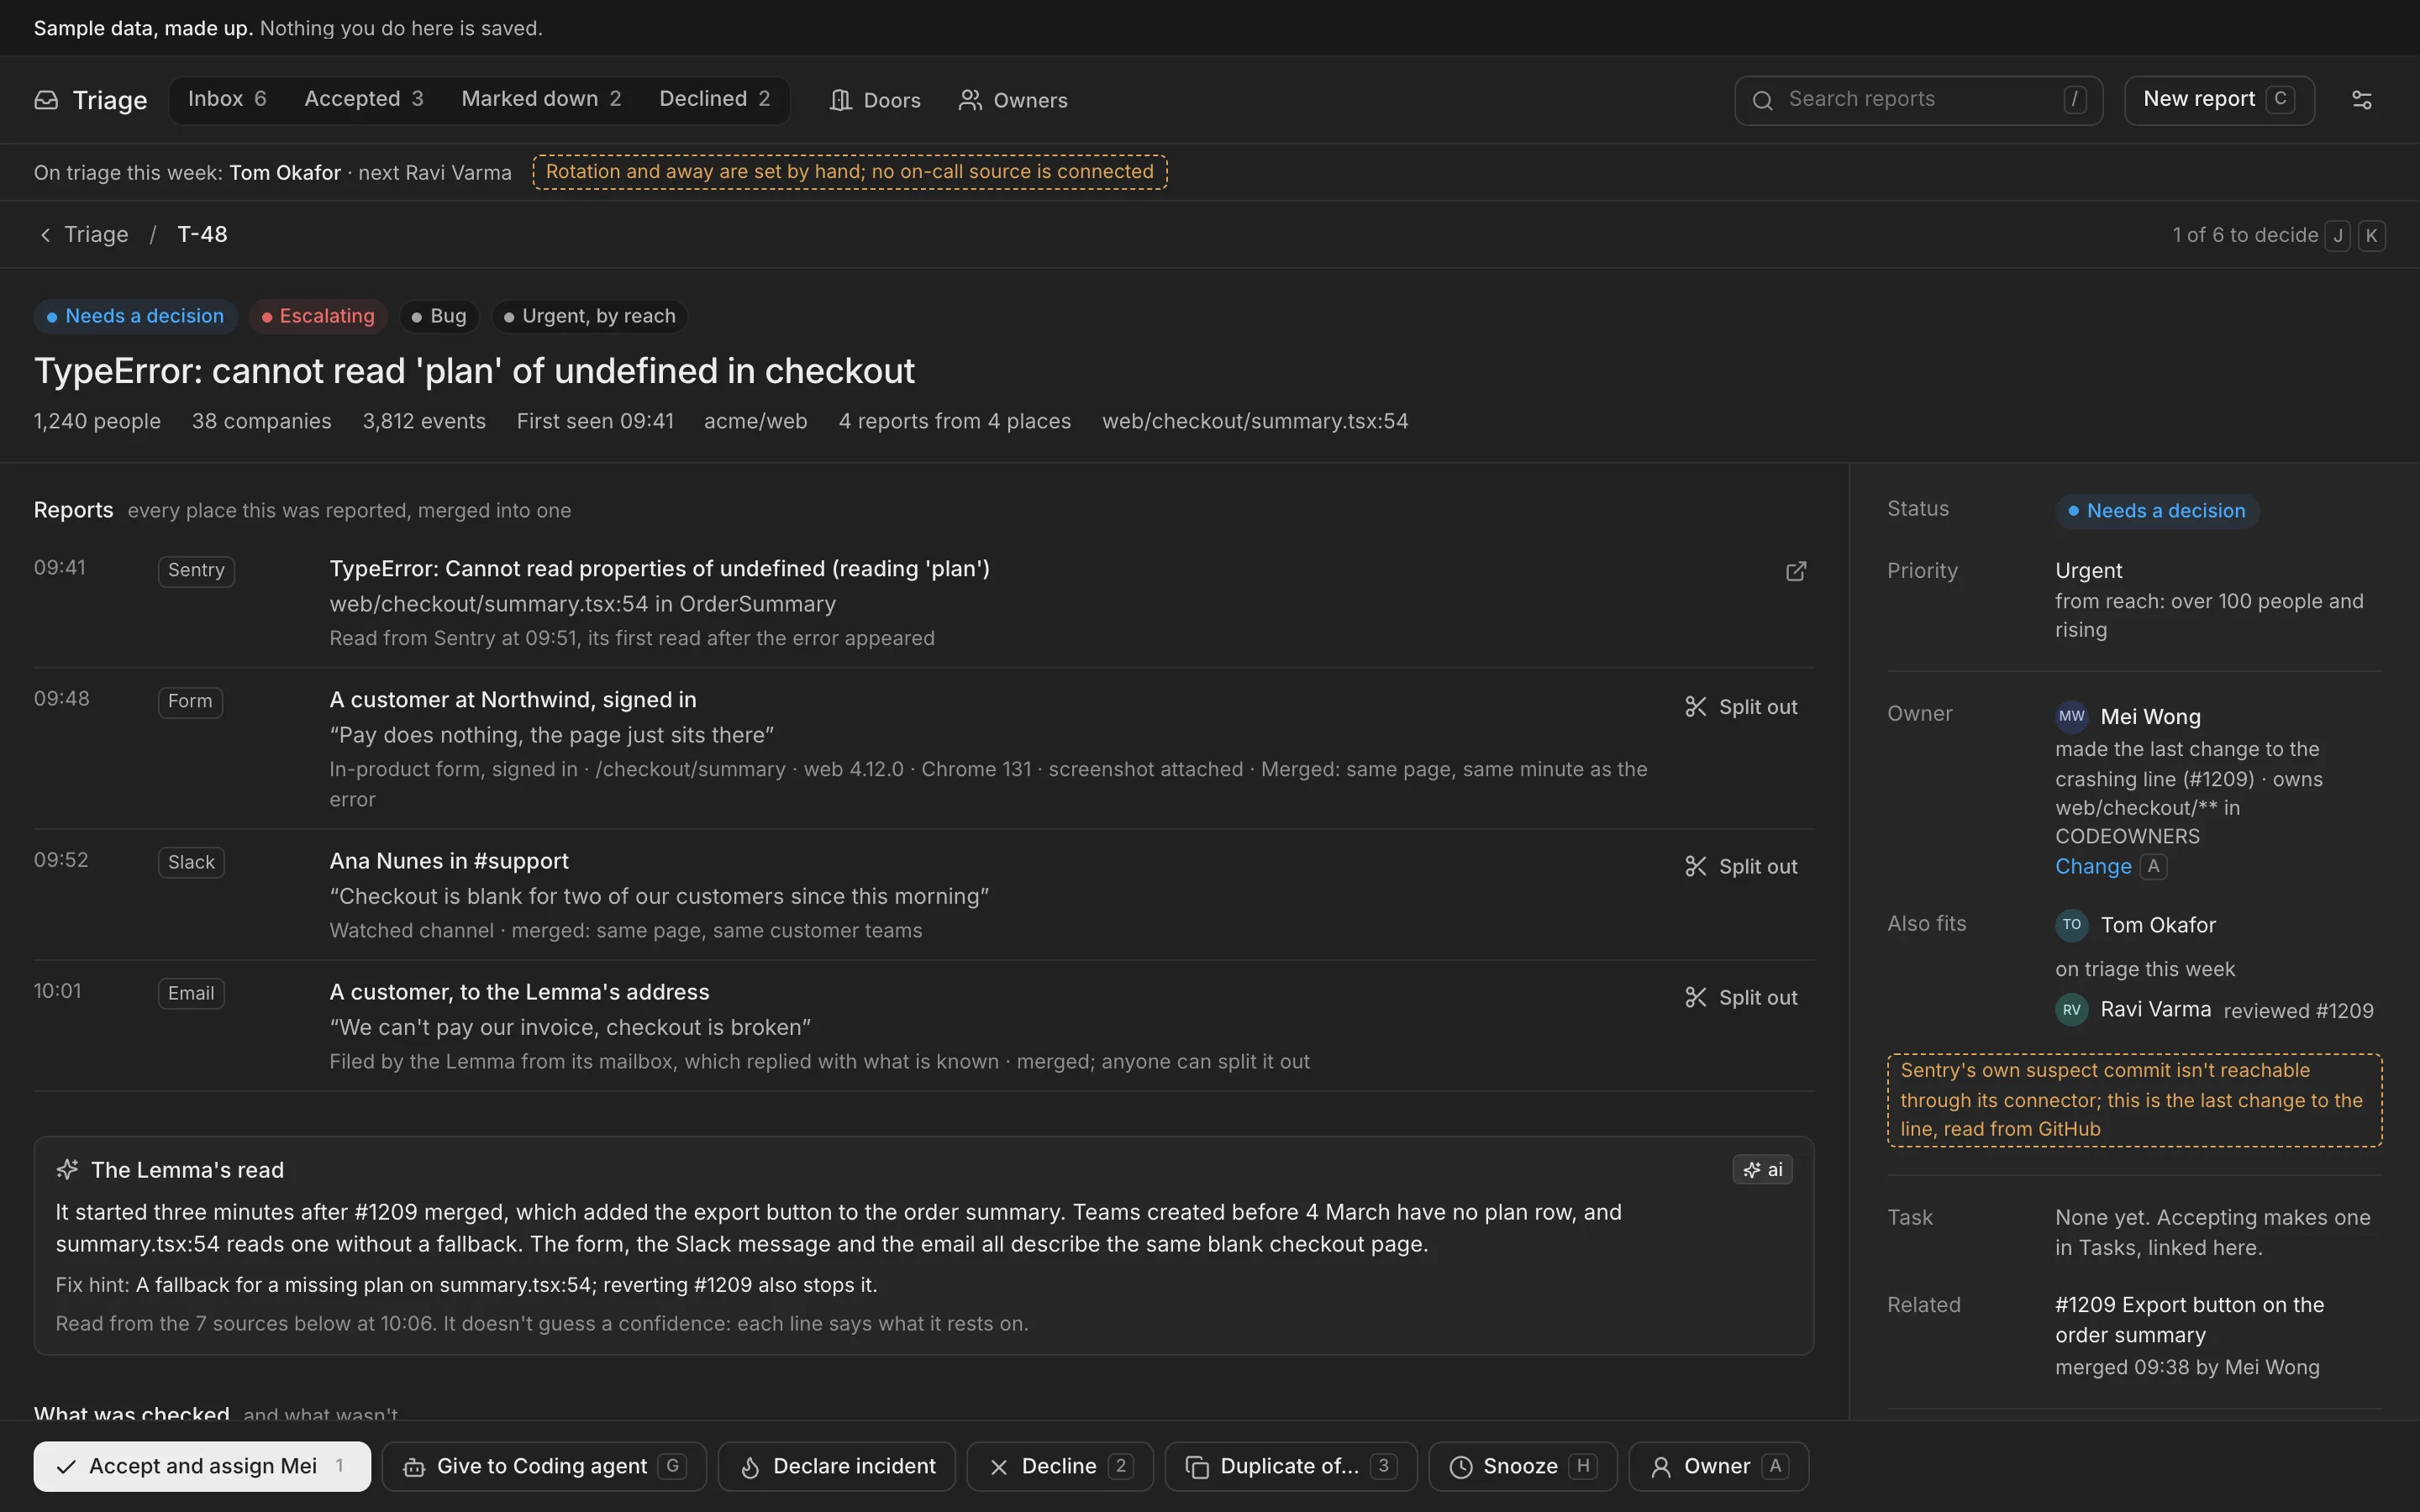 Sample data, made up. Nothing you do here is saved.
Triage
Inbox 6 Accepted 3 Marked down 2 Declined 2
Doors
Owners
Search reports /
New report C
On triage this week: Tom Okafor · next Ravi Varma
Rotation and away are set by hand; no on-call source is connected
Triage / T-48
1 of 6 to decide J K
Needs a decision
Escalating
Bug
Urgent, by reach
TypeError: cannot read 'plan' of undefined in checkout
1,240 people 38 companies 3,812 events First seen 09:41 acme/web 4 reports from 4 places web/checkout/summary.tsx:54
Reports every place this was reported, merged into one
09:41 Sentry TypeError: Cannot read properties of undefined (reading 'plan')
web/checkout/summary.tsx:54 in OrderSummary
Read from Sentry at 09:51, its first read after the error appeared
09:48 Form A customer at Northwind, signed in Split out
“Pay does nothing, the page just sits there”
In-product form, signed in · /checkout/summary · web 4.12.0 · Chrome 131 · screenshot attached · Merged: same page, same minute as the
error
09:52 Slack Ana Nunes in #support Split out
“Checkout is blank for two of our customers since this morning”
Watched channel · merged: same page, same customer teams
10:01 Email A customer, to the Lemma's address Split out
“We can't pay our invoice, checkout is broken”
Filed by the Lemma from its mailbox, which replied with what is known · merged; anyone can split it out
The Lemma's read ai
It started three minutes after #1209 merged, which added the export button to the order summary. Teams created before 4 March have no plan row, and
summary.tsx:54 reads one without a fallback. The form, the Slack message and the email all describe the same blank checkout page.
Fix hint: A fallback for a missing plan on summary.tsx:54; reverting #1209 also stops it.
Read from the 7 sources below at 10:06. It doesn't guess a confidence: each line says what it rests on.
What was checked and what wasn't
Status Needs a decision
Priority Urgent
from reach: over 100 people and
rising
Owner MW Mei Wong
made the last change to the
crashing line (#1209) · owns
web/checkout/** in
CODEOWNERS
Change A
Also fits TO Tom Okafor
on triage this week
RV Ravi Varma reviewed #1209
Sentry's own suspect commit isn't reachable
through its connector; this is the last change to the
line, read from GitHub
Task None yet. Accepting makes one
in Tasks, linked here.
Related #1209 Export button on the
order summary
merged 09:38 by Mei Wong
Accept and assign Mei 1
Give to Coding agent G
Declare incident
Decline 2
Duplicate of... 3
Snooze H
Owner A